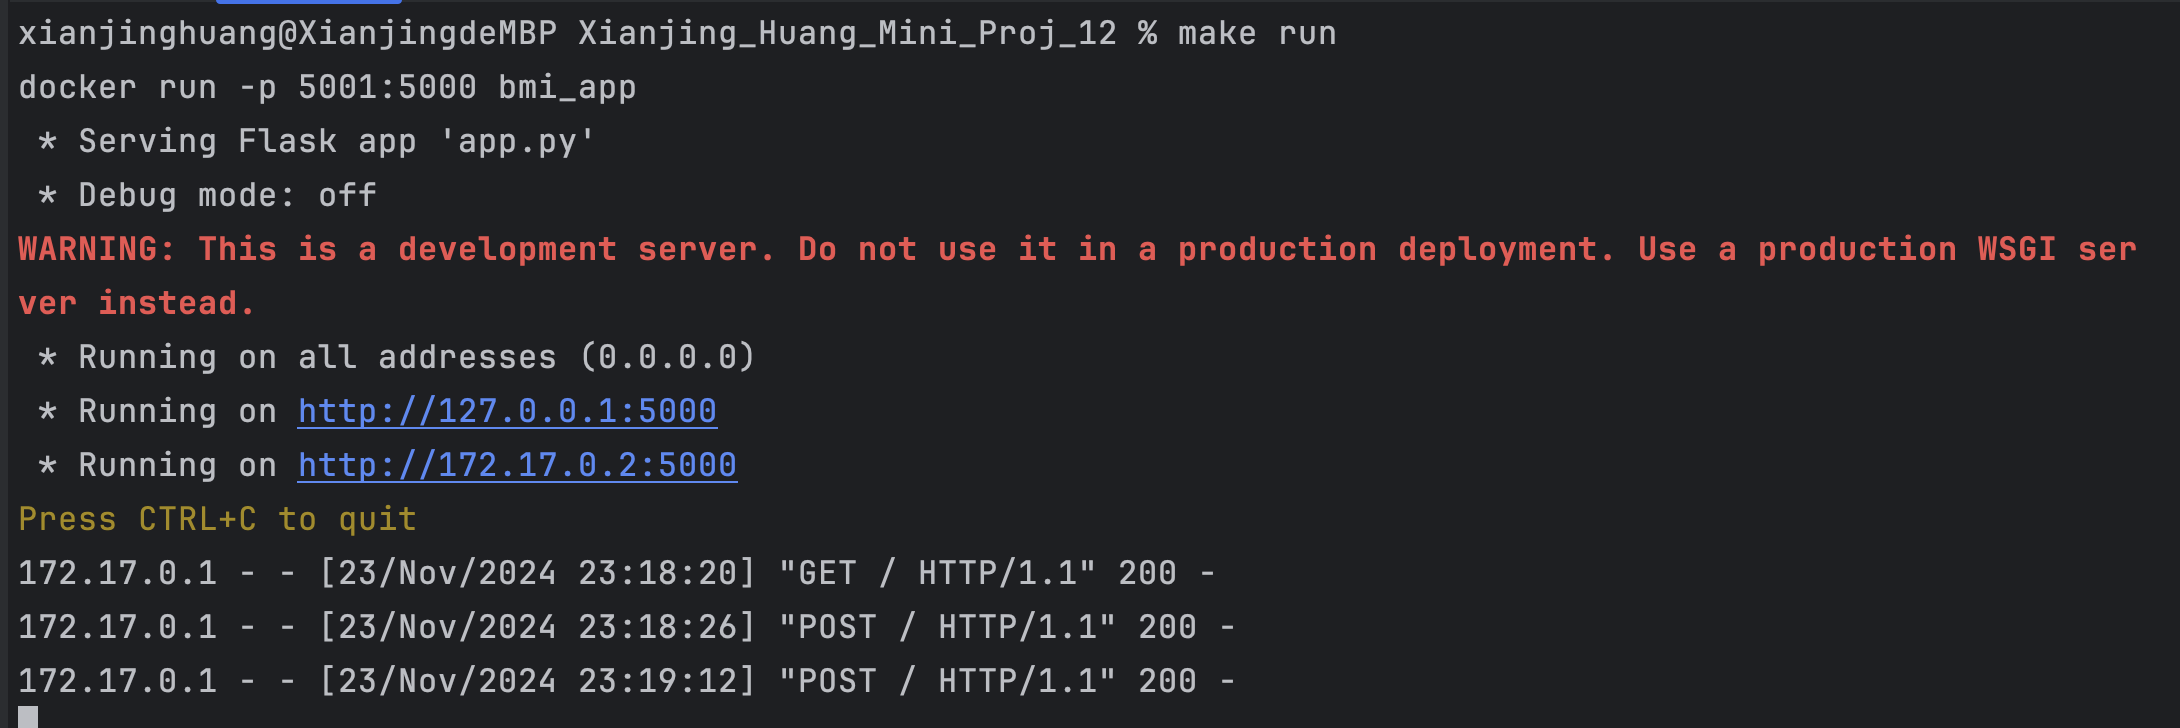 xianjinghuang@XianjingdeMBP Xianjing_Huang_Mini_Proj_12 % make run
docker run -p 5001:5000 bmi_app
 * Serving Flask app 'app.py'
 * Debug mode: off
WARNING: This is a development server. Do not use it in a production deployment. Use a production WSGI ser
ver instead.
 * Running on all addresses (0.0.0.0)
 * Running on http://127.0.0.1:5000
 * Running on http://172.17.0.2:5000
Press CTRL+C to quit
172.17.0.1 - - [23/Nov/2024 23:18:20] "GET / HTTP/1.1" 200 -
172.17.0.1 - - [23/Nov/2024 23:18:26] "POST / HTTP/1.1" 200 -
172.17.0.1 - - [23/Nov/2024 23:19:12] "POST / HTTP/1.1" 200 -